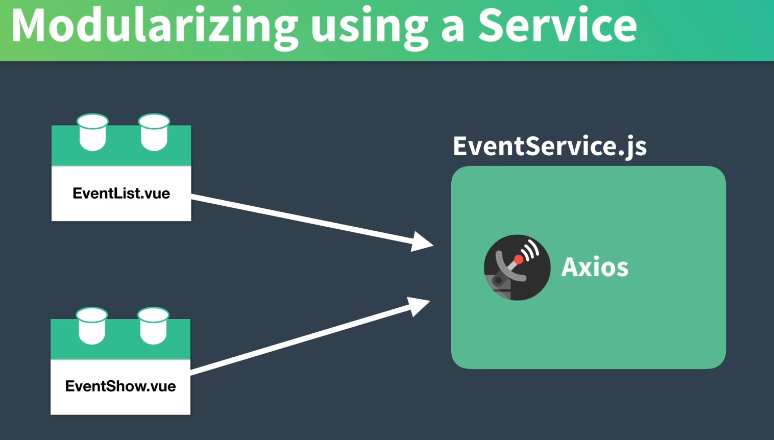 Modularizing using a Service
EventList.vue
EventService.js
Axios
EventShow.vue